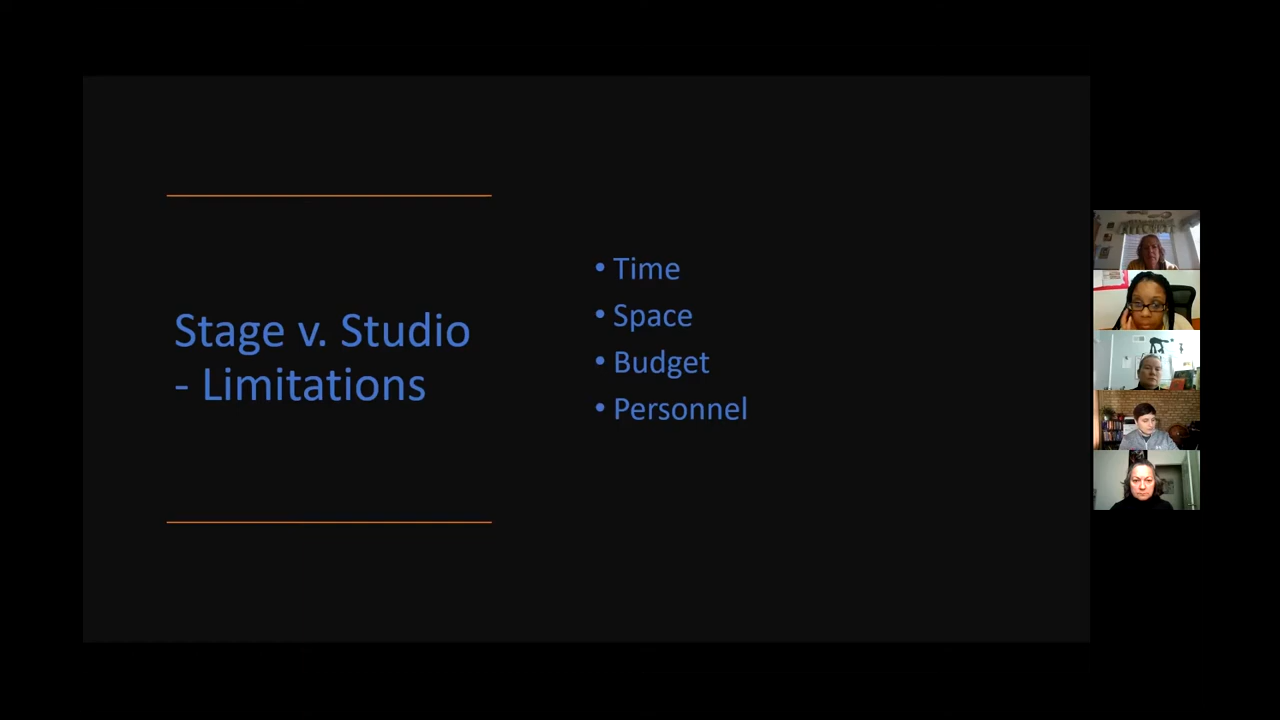 Stage v. Studio
- Limitations
• Time
• Space
• Budget
• Personnel